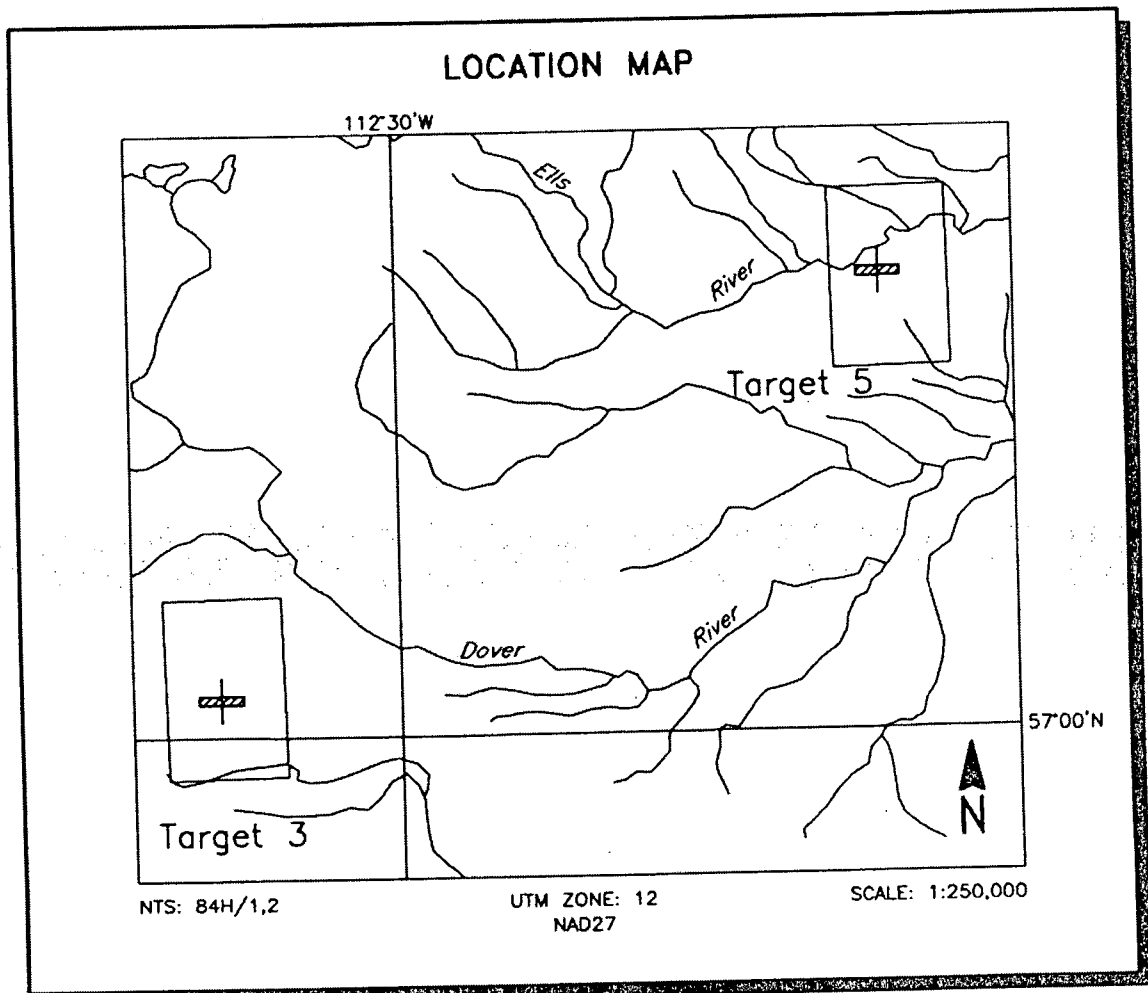 LOCATION MAP
112°30'W
Ells
River
Target 5
River
Dover
57°00'N
N
Target 3
NTS: 84H/1,2
UTM ZONE: 12
SCALE: 1:250,000
NAD27